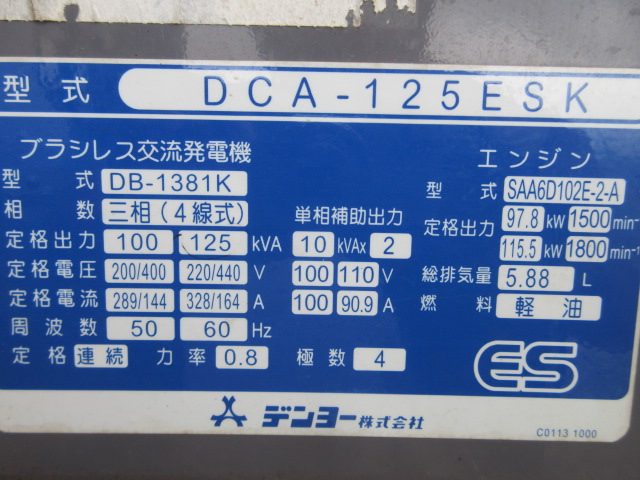 型式 DCA-125ESK
ブラシレス交流発電機
型式 DB-1381K
相数 三相(4線式)
定格出力 100 125 kVA
定格電圧 200/400 220/440 V
定格電流 289/144 328/164 A
周波数 50 60 Hz
定格 連続 力率 0.8 極数 4
単相補助出力
10 kVAx 2
100 110 V
100 90.9 A
エンジン
型式 SAA6D102E-2-A
定格出力 97.8 kW 1500 min⁻
115.5 kW 1800 min⁻¹
総排気量 5.88 L
燃料 軽油
ES
デンヨー株式会社
C0113 1000